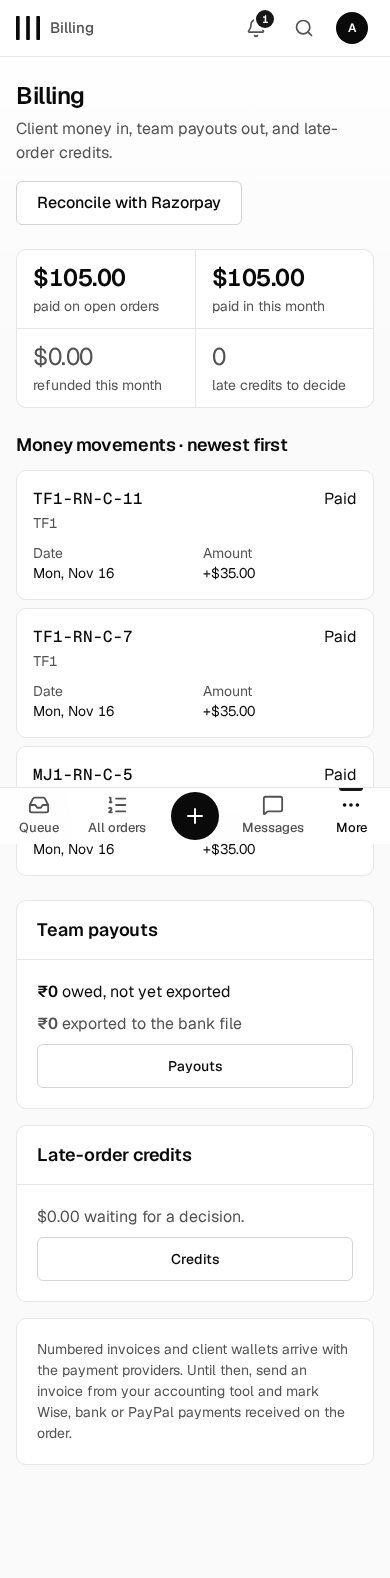 Billing
1
A
Billing
Client money in, team payouts out, and late-
order credits.
Reconcile with Razorpay
$105.00
paid on open orders
$105.00
paid in this month
$0.00
refunded this month
0
late credits to decide
Money movements · newest first
TF1-RN-C-11
Paid
TF1
Date
Amount
Mon, Nov 16
+$35.00
TF1-RN-C-7
Paid
TF1
Date
Amount
Mon, Nov 16
+$35.00
MJ1-RN-C-5
Paid
Queue
All orders
Messages
More
Mon, Nov 16
+$35.00
Team payouts
₹0 owed, not yet exported
₹0 exported to the bank file
Payouts
Late-order credits
$0.00 waiting for a decision.
Credits
Numbered invoices and client wallets arrive with
the payment providers. Until then, send an
invoice from your accounting tool and mark
Wise, bank or PayPal payments received on the
order.